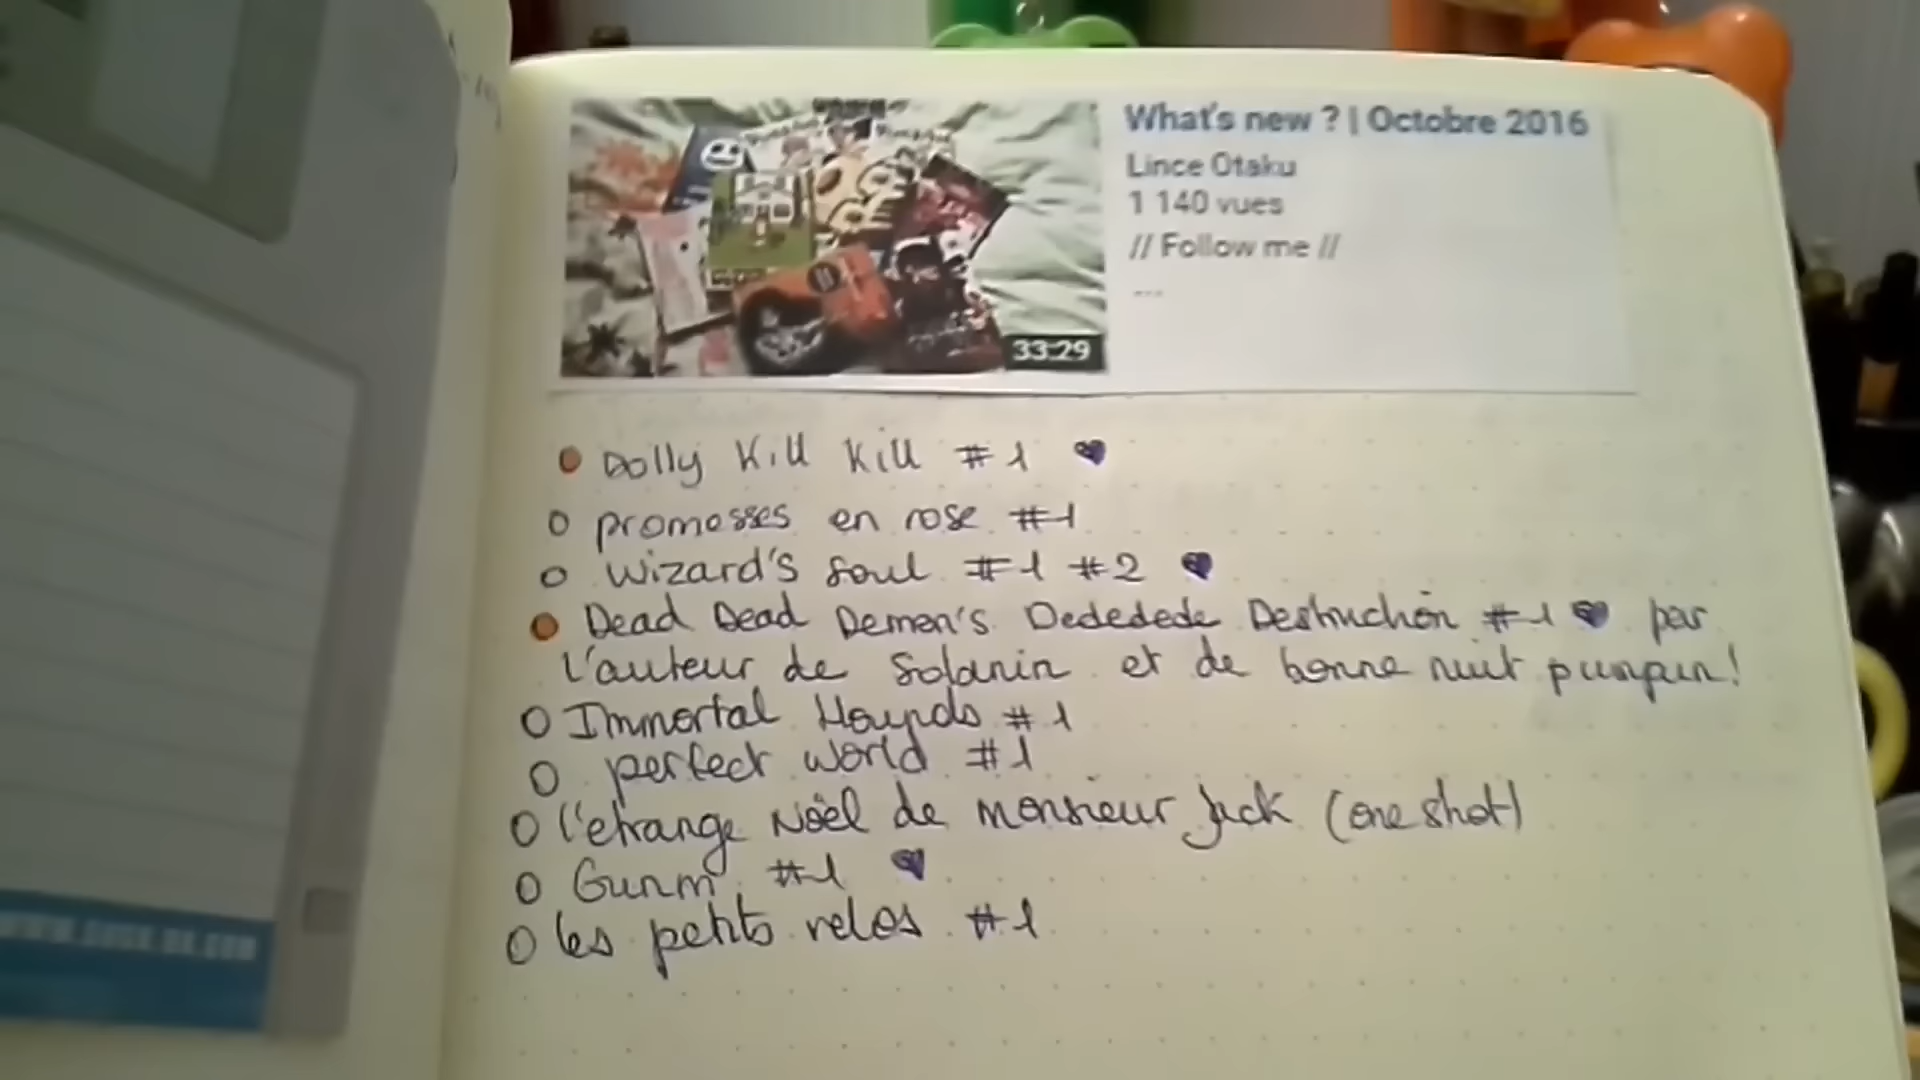 What's new ? | Octobre 2016
Lince Otaku
1 140 vues
// Follow me //
...
33:29
Dolly Kill Kill #1
promesses en rose #1
Wizard's Soul #1 #2
Dead Dead Demon's Dededede Destruction #1 par
l'auteur de Solanin et de bonne nuit punpun!
Immortal Hounds #1
perfect world #1
l'étrange Noël de monsieur Jack (one shot)
Gunm #1
les petits velos #1